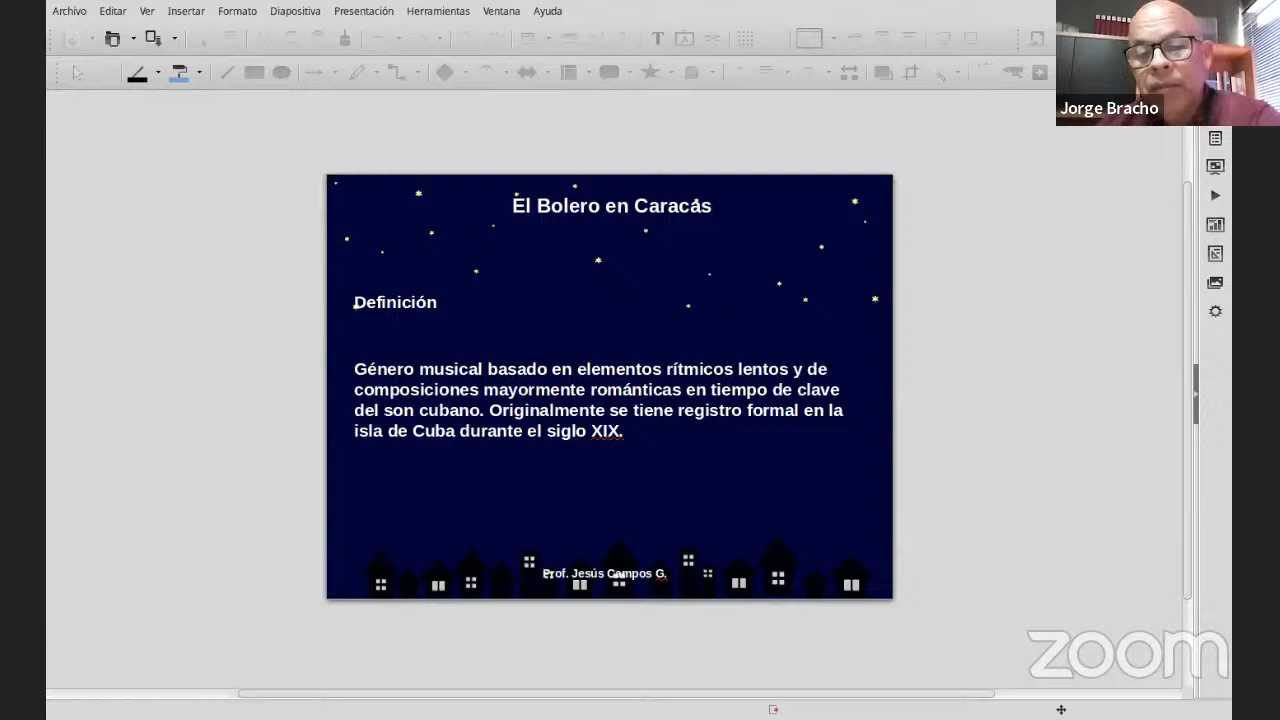 Archivo Editar Ver Insertar Formato Diapositiva Presentación Herramientas Ventana Ayuda
Jorge Bracho
El Bolero en Caracas
Definición
Género musical basado en elementos rítmicos lentos y de
composiciones mayormente románticas en tiempo de clave
del son cubano. Originalmente se tiene registro formal en la
isla de Cuba durante el siglo XIX.
Prof. Jesús Campos G.
zoom